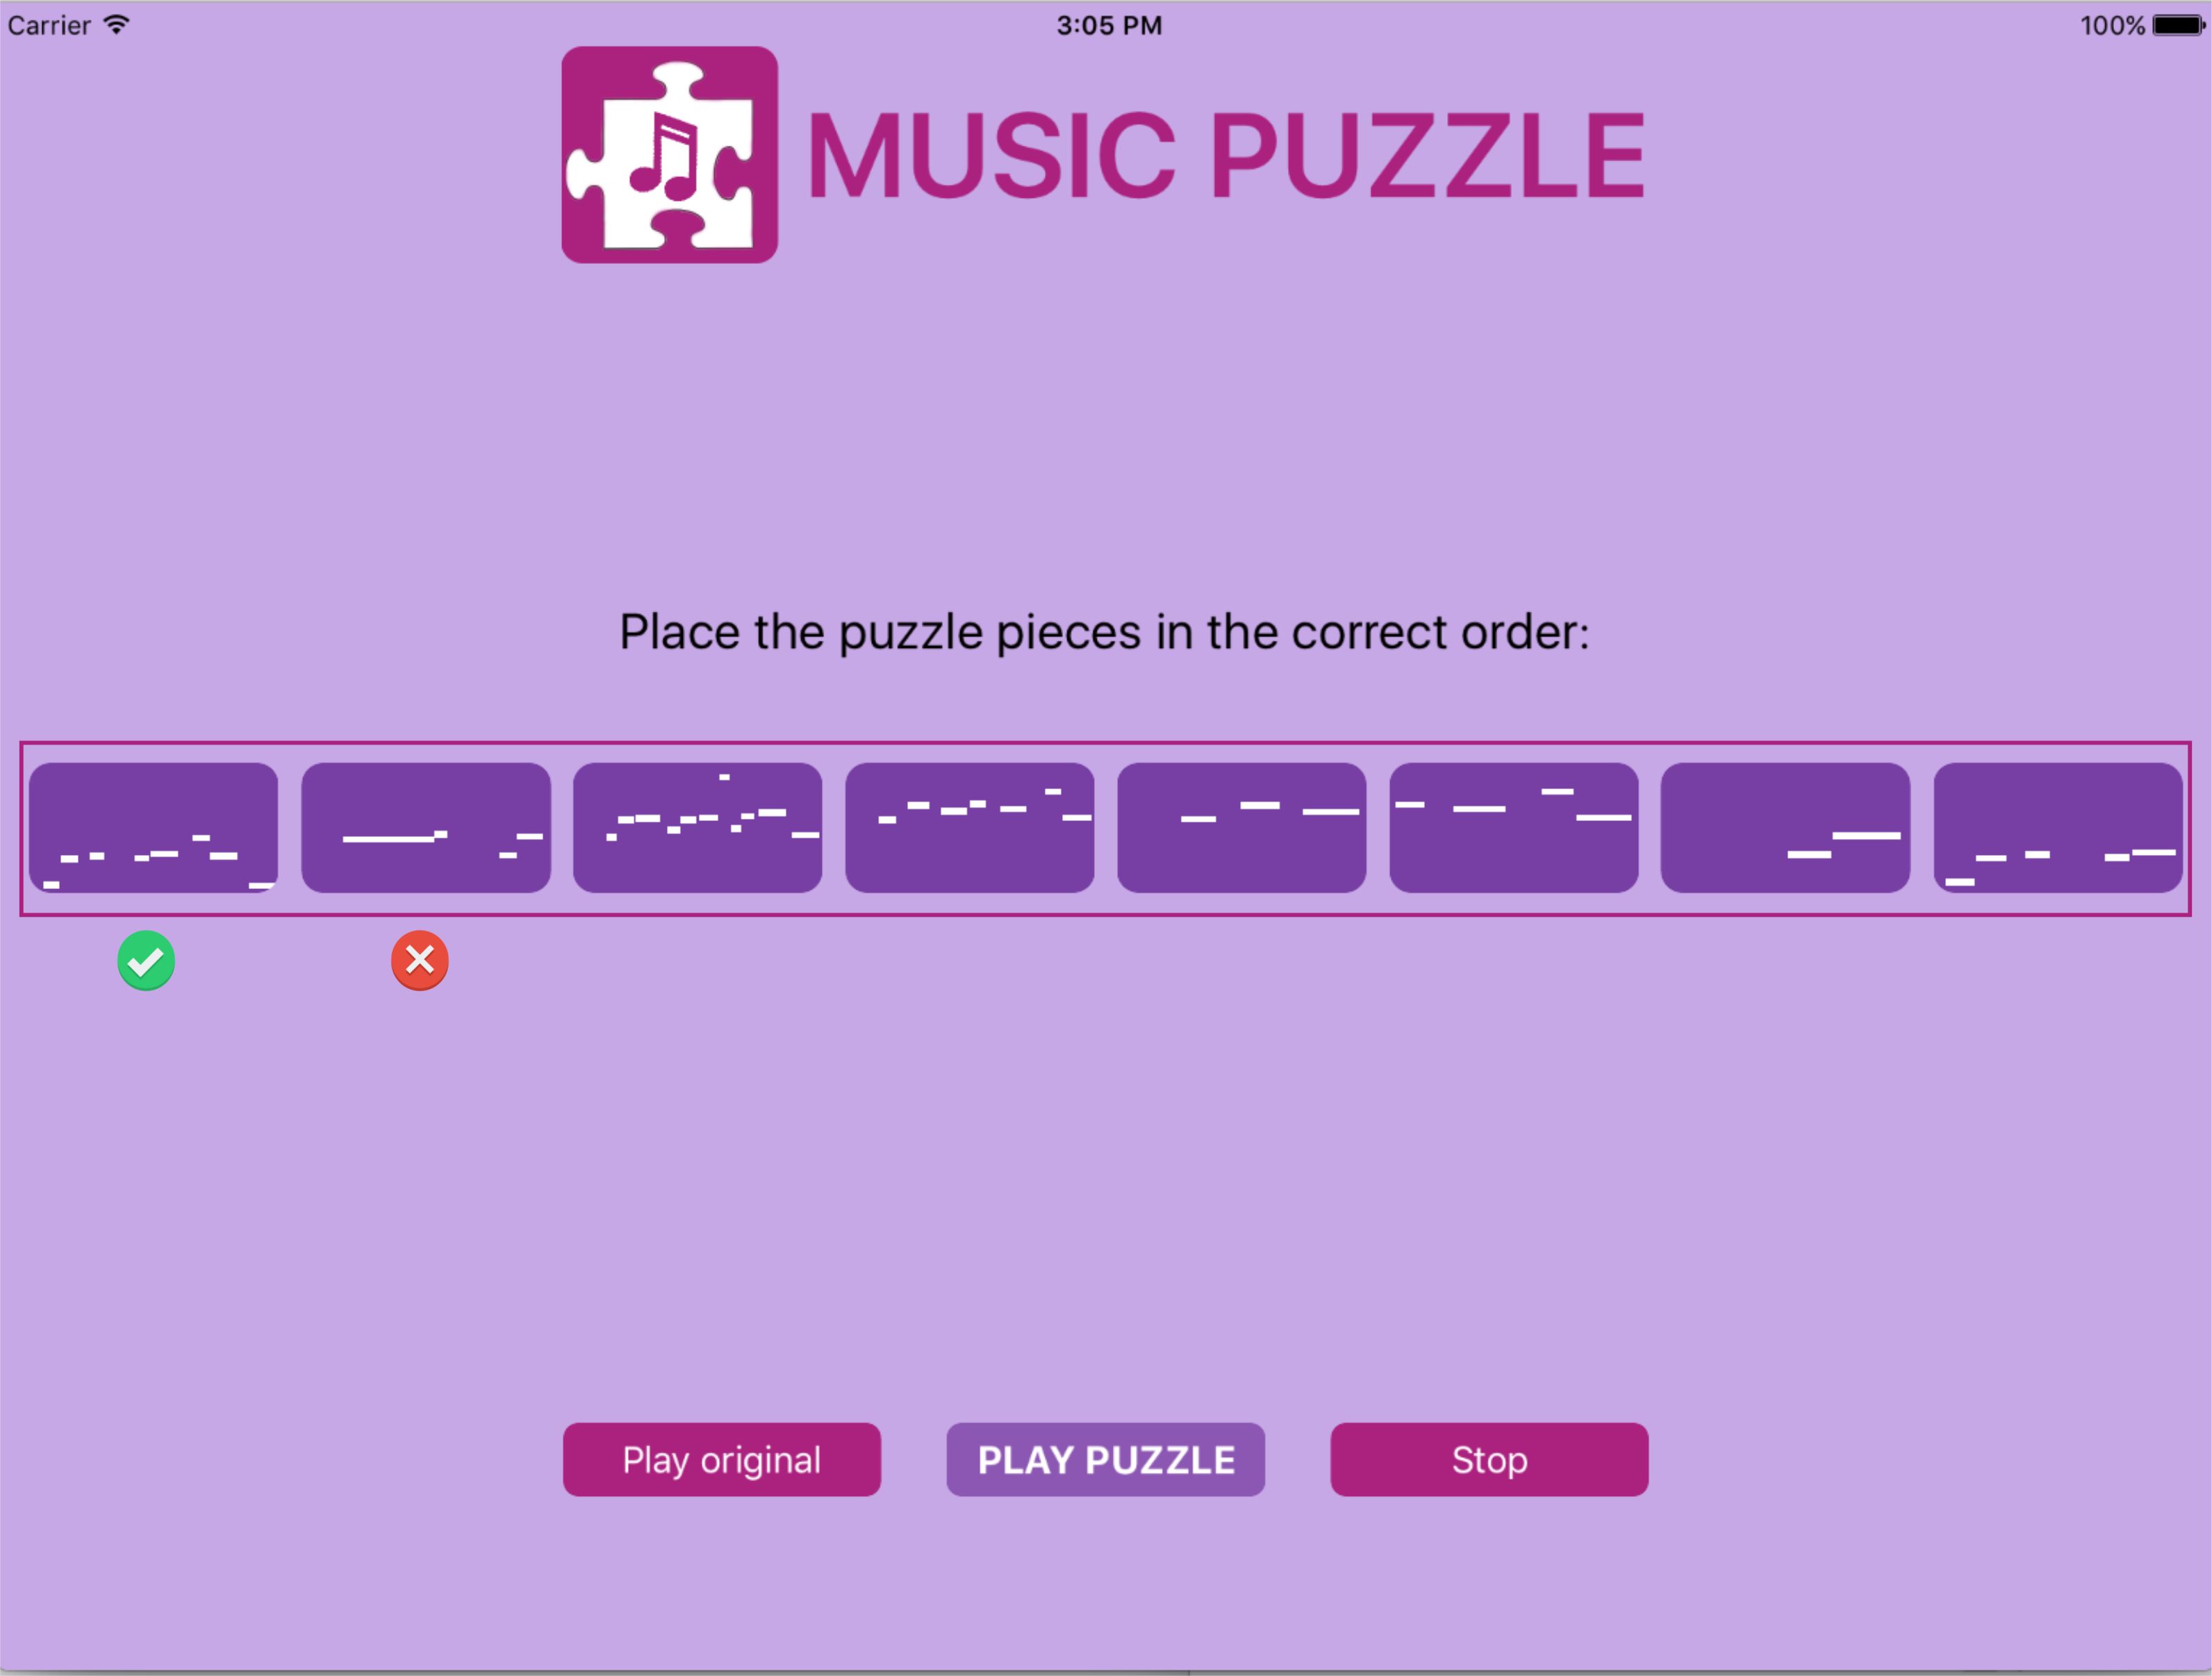 Carrier
3:05 PM
100%
MUSIC PUZZLE
Place the puzzle pieces in the correct order:
Play original
PLAY PUZZLE
Stop